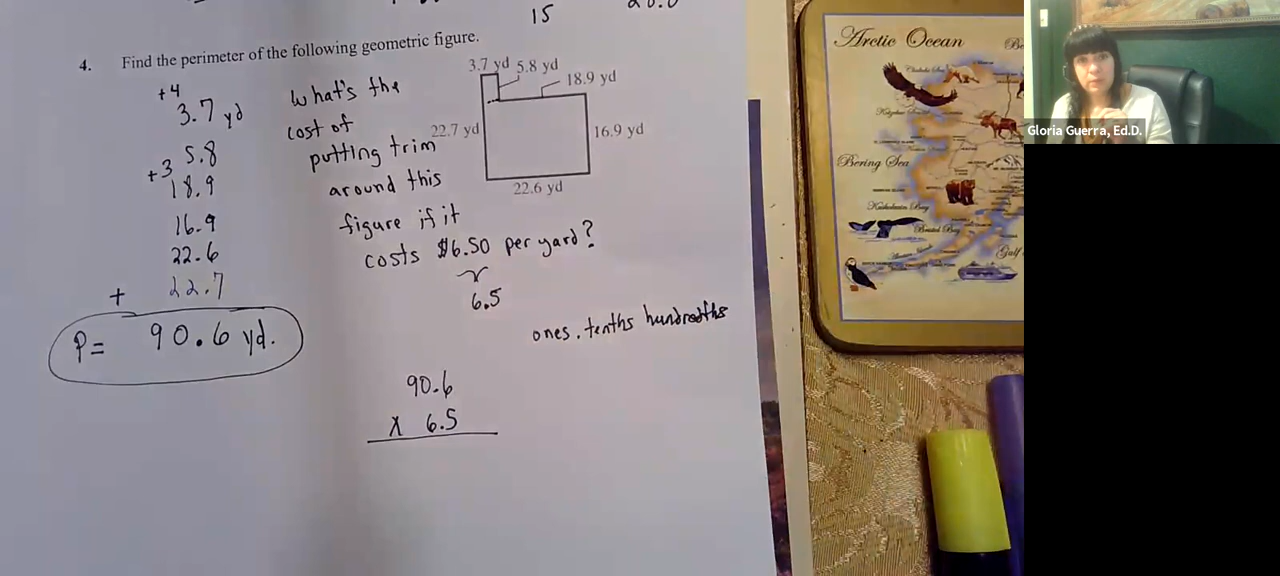 15
4. Find the perimeter of the following geometric figure.
+4
3.7 yd
5.8
+3
18.9
16.9
22.6
+ 22.7
P= 90.6 yd.
What's the
cost of
putting trim
around this
figure if it
costs $6.50 per yard?
6.5
ones . tenths hundredths
90.6
x 6.5
3.7 yd 5.8 yd
18.9 yd
22.7 yd
16.9 yd
22.6 yd
Arctic Ocean
Bering Sea
Bristol Bay
Gulf
Gloria Guerra, Ed.D.